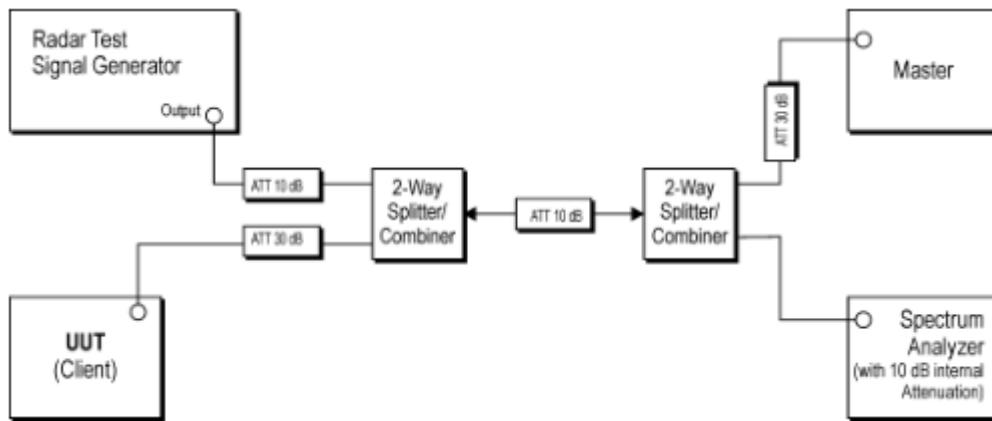 Radar Test
Signal Generator
Output
ATT 10 dB
ATT 30 dB
2-Way
Splitter/
Combiner
ATT 10 dB
2-Way
Splitter/
Combiner
ATT 30 dB
Master
UUT
(Client)
Spectrum
Analyzer
(with 10 dB internal
Attenuation)